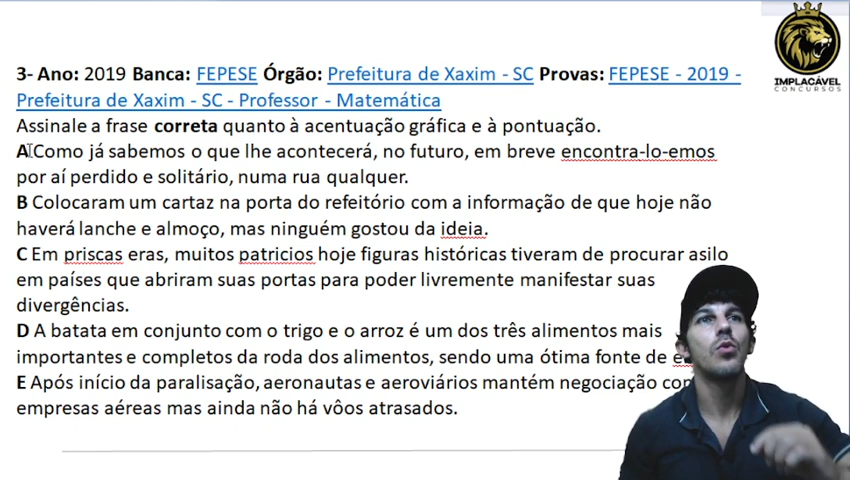 IMPLACÁVEL
CONCURSOS
3- Ano: 2019 Banca: FEPESE Órgão: Prefeitura de Xaxim - SC Provas: FEPESE - 2019 -
Prefeitura de Xaxim - SC - Professor - Matemática
Assinale a frase correta quanto à acentuação gráfica e à pontuação.
A Como já sabemos o que lhe acontecerá, no futuro, em breve encontra-lo-emos
por aí perdido e solitário, numa rua qualquer.
B Colocaram um cartaz na porta do refeitório com a informação de que hoje não
haverá lanche e almoço, mas ninguém gostou da ideia.
C Em priscas eras, muitos patricios hoje figuras históricas tiveram de procurar asilo
em países que abriram suas portas para poder livremente manifestar suas
divergências.
D A batata em conjunto com o trigo e o arroz é um dos três alimentos mais
importantes e completos da roda dos alimentos, sendo uma ótima fonte de
E Após início da paralisação, aeronautas e aeroviários mantém negociação
empresas aéreas mas ainda não há vôos atrasados.